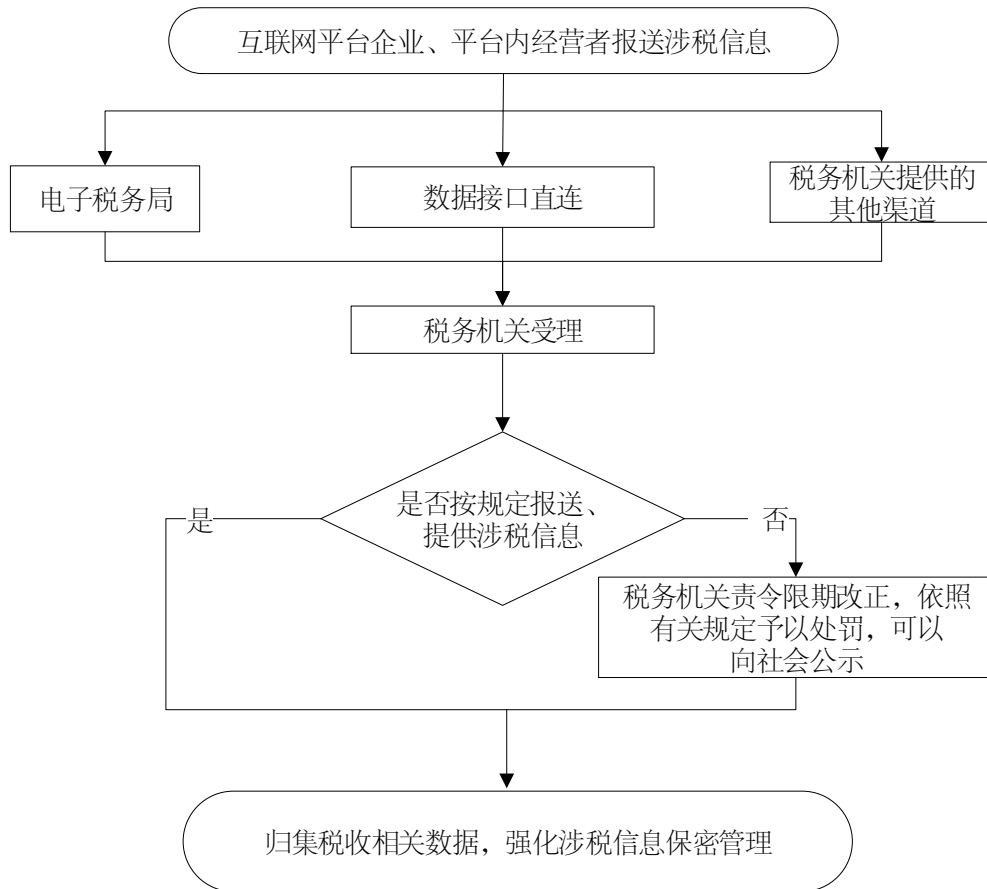 互联网平台企业、平台内经营者报送涉税信息
电子税务局
数据接口直连
税务机关提供的
其他渠道
税务机关受理
是否按规定报送、
提供涉税信息
是
否
税务机关责令限期改正，依照
有关规定予以处罚，可以
向社会公示
归集税收相关数据，强化涉税信息保密管理